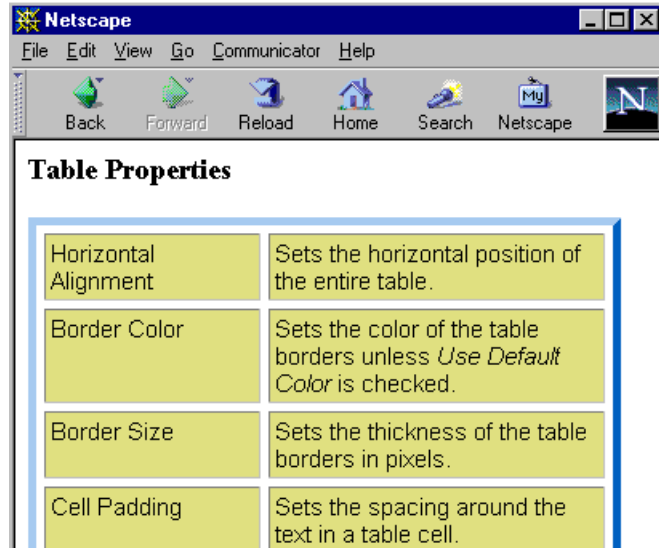 Netscape
File Edit View Go Communicator Help
My N
Back Forward Reload Home Search Netscape
Table Properties
Horizontal Alignment Sets the horizontal position of the entire table.
Border Color Sets the color of the table borders unless Use Default Color is checked.
Border Size Sets the thickness of the table borders in pixels.
Cell Padding Sets the spacing around the text in a table cell.